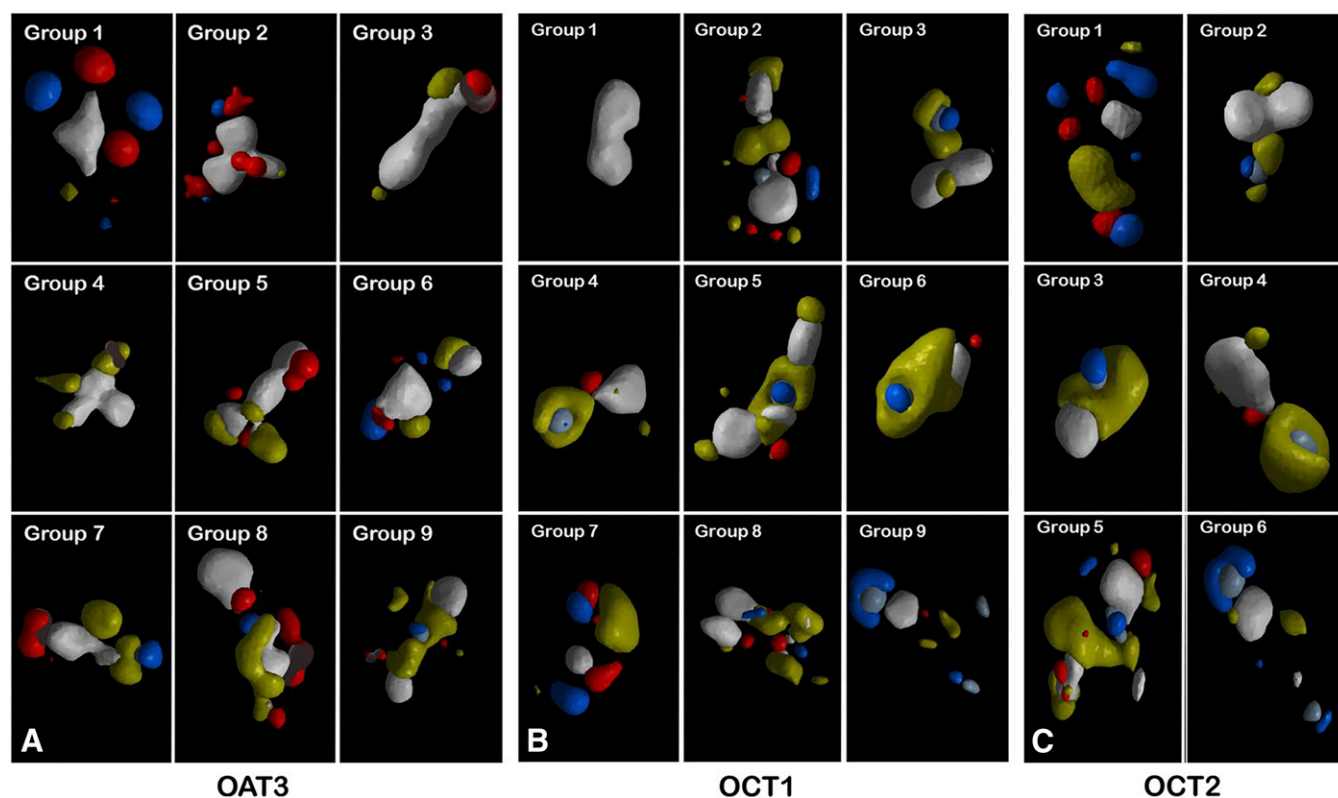 Group 1
Group 2
Group 3
Group 4
Group 5
Group 6
Group 7
Group 8
Group 9
A
OAT3
Group 1
Group 2
Group 3
Group 4
Group 5
Group 6
Group 7
Group 8
Group 9
B
OCT1
Group 1
Group 2
Group 3
Group 4
Group 5
Group 6
C
OCT2